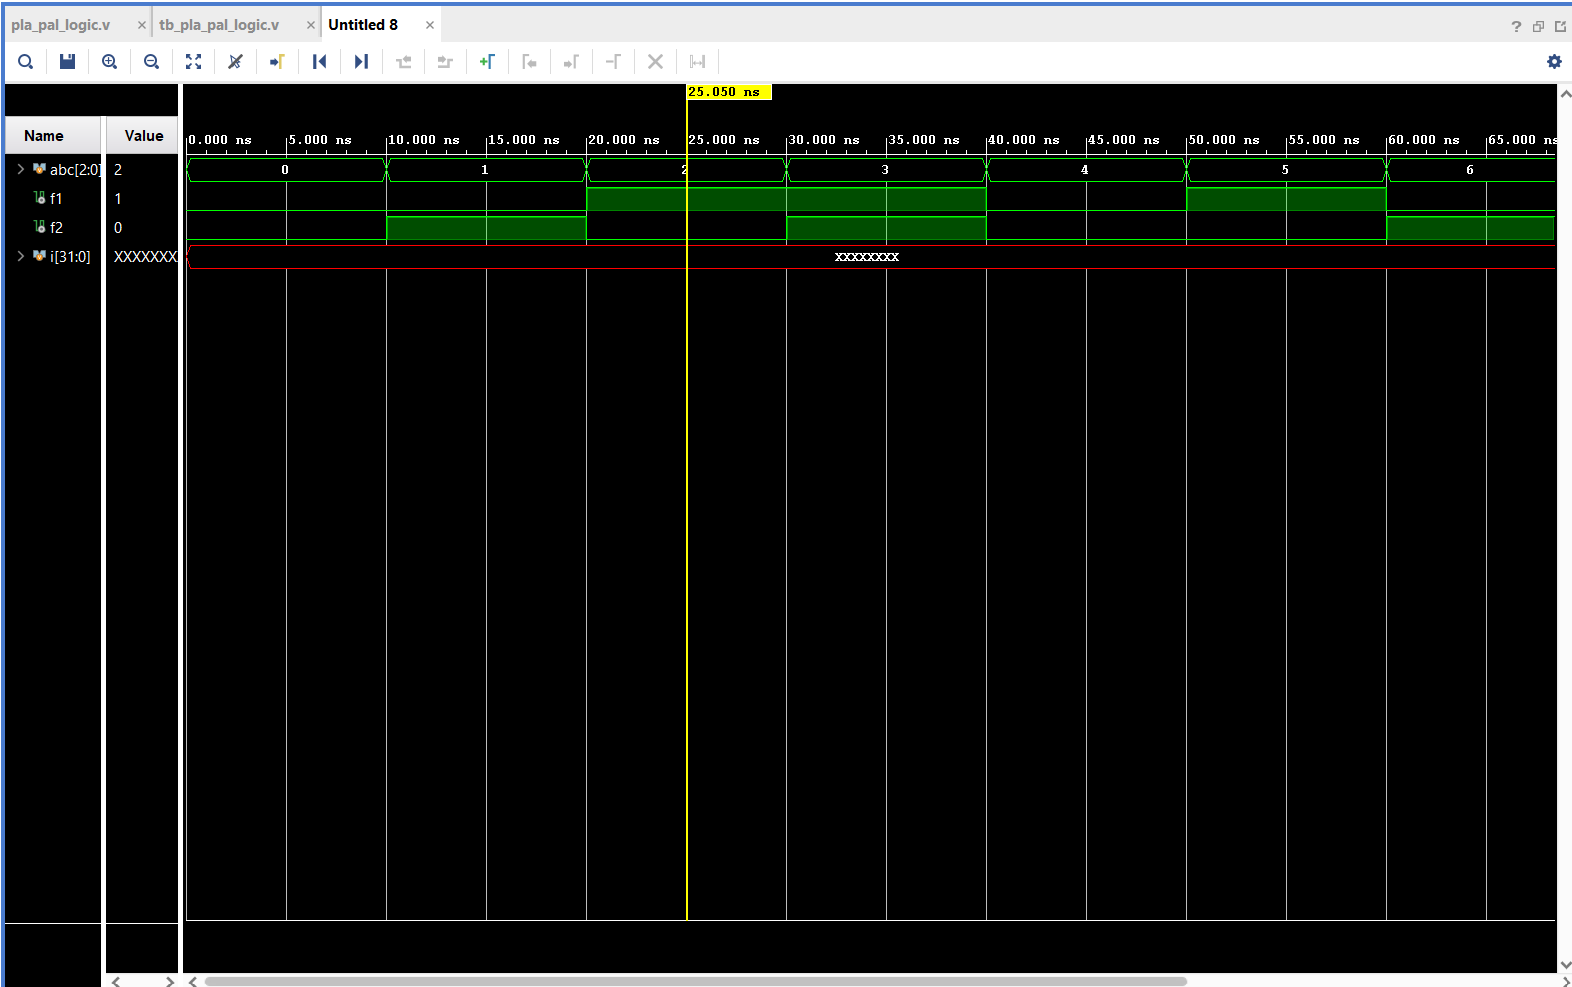 pla_pal_logic.v × tb_pla_pal_logic.v × Untitled 8 ×
25.050 ns
Name Value
0.000 ns 5.000 ns 10.000 ns 15.000 ns 20.000 ns 25.000 ns 30.000 ns 35.000 ns 40.000 ns 45.000 ns 50.000 ns 55.000 ns 60.000 ns 65.000 ns
abc[2:0] 2 0 1 2 3 4 5 6
f1 1
f2 0
i[31:0] XXXXXXX XXXXXXXX